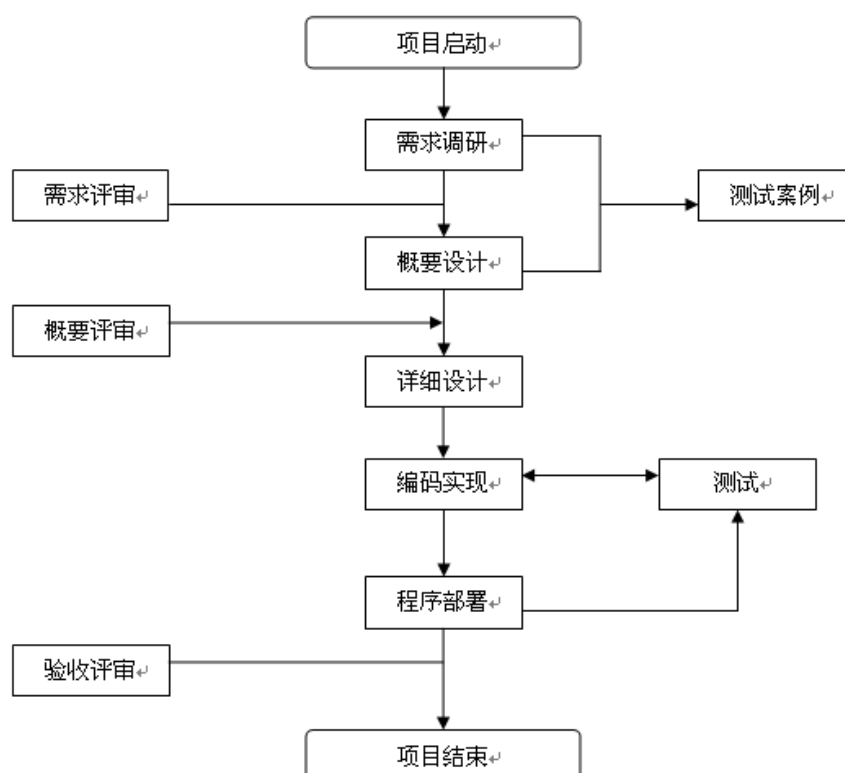 项目启动
需求调研
需求评审
测试案例
概要设计
概要评审
详细设计
编码实现
测试
程序部署
验收评审
项目结束